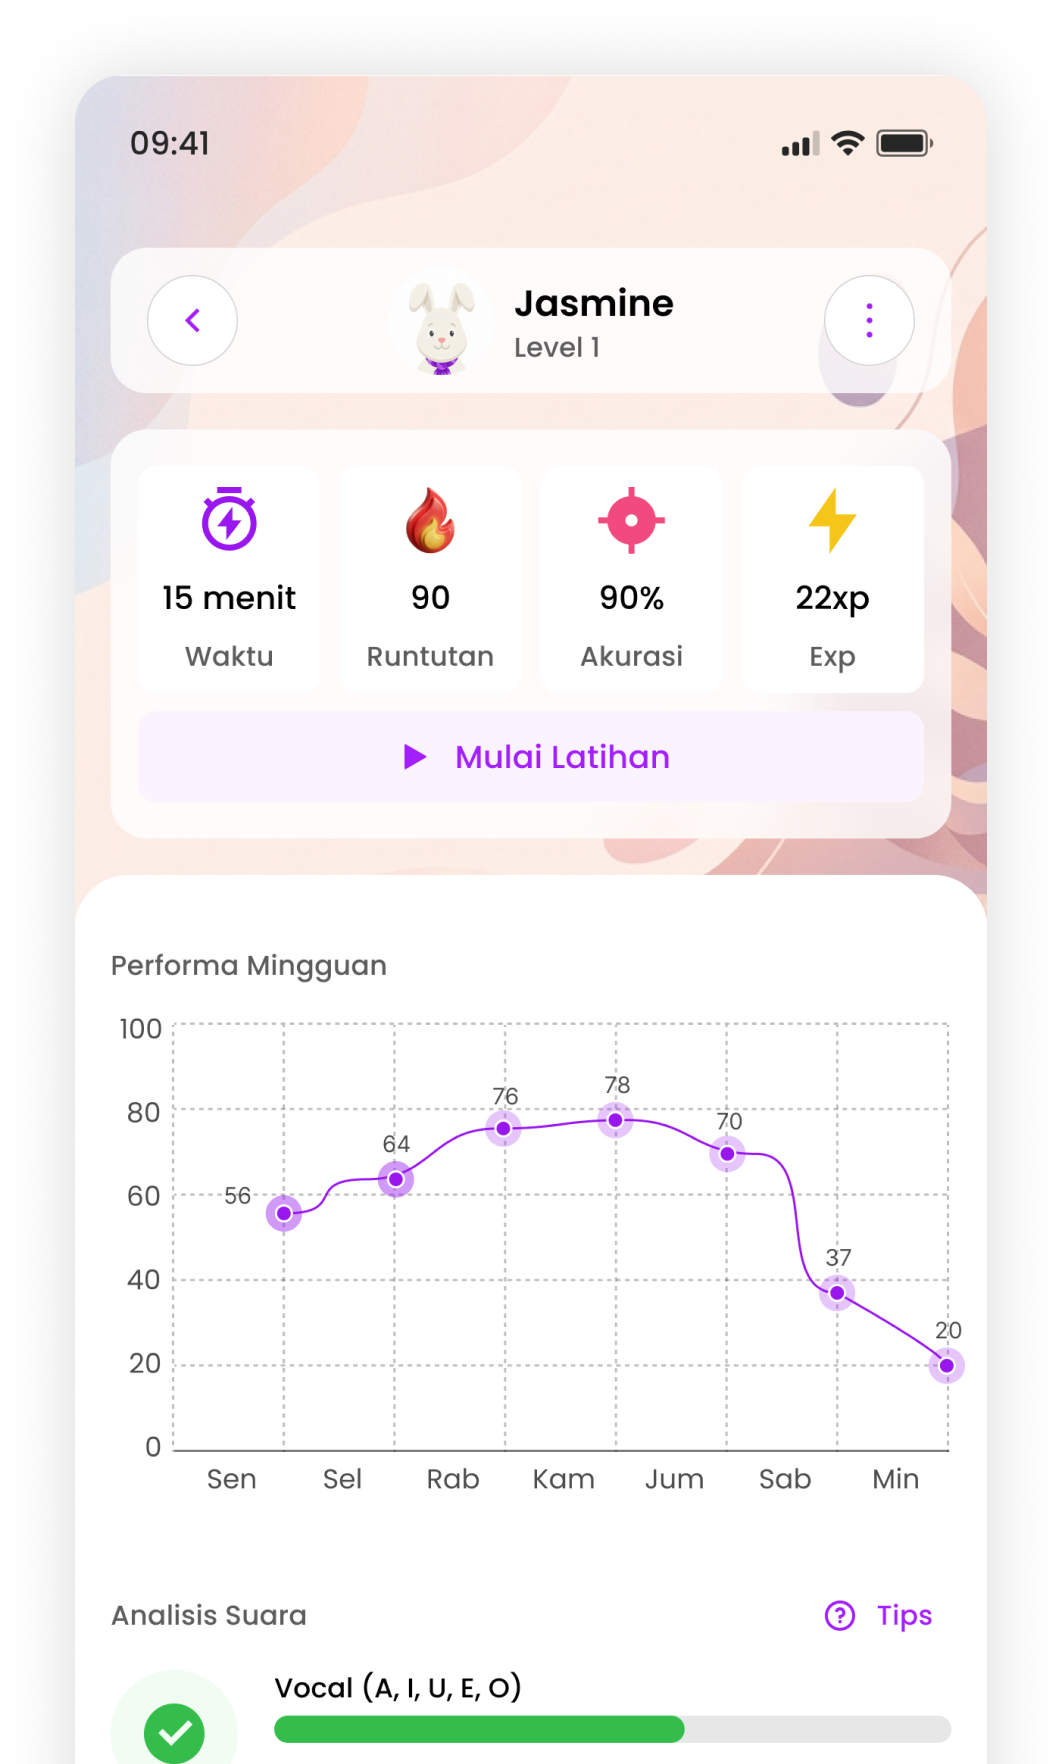 09:41
Jasmine
Level 1
15 menit
90
90%
22xp
Waktu
Runtutan
Akurasi
Exp
Mulai Latihan
Performa Mingguan
100
80
60
40
20
0
56
64
76
78
70
37
20
Sen
Sel
Rab
Kam
Jum
Sab
Min
Analisis Suara
? Tips
Vocal (A, I, U, E, O)